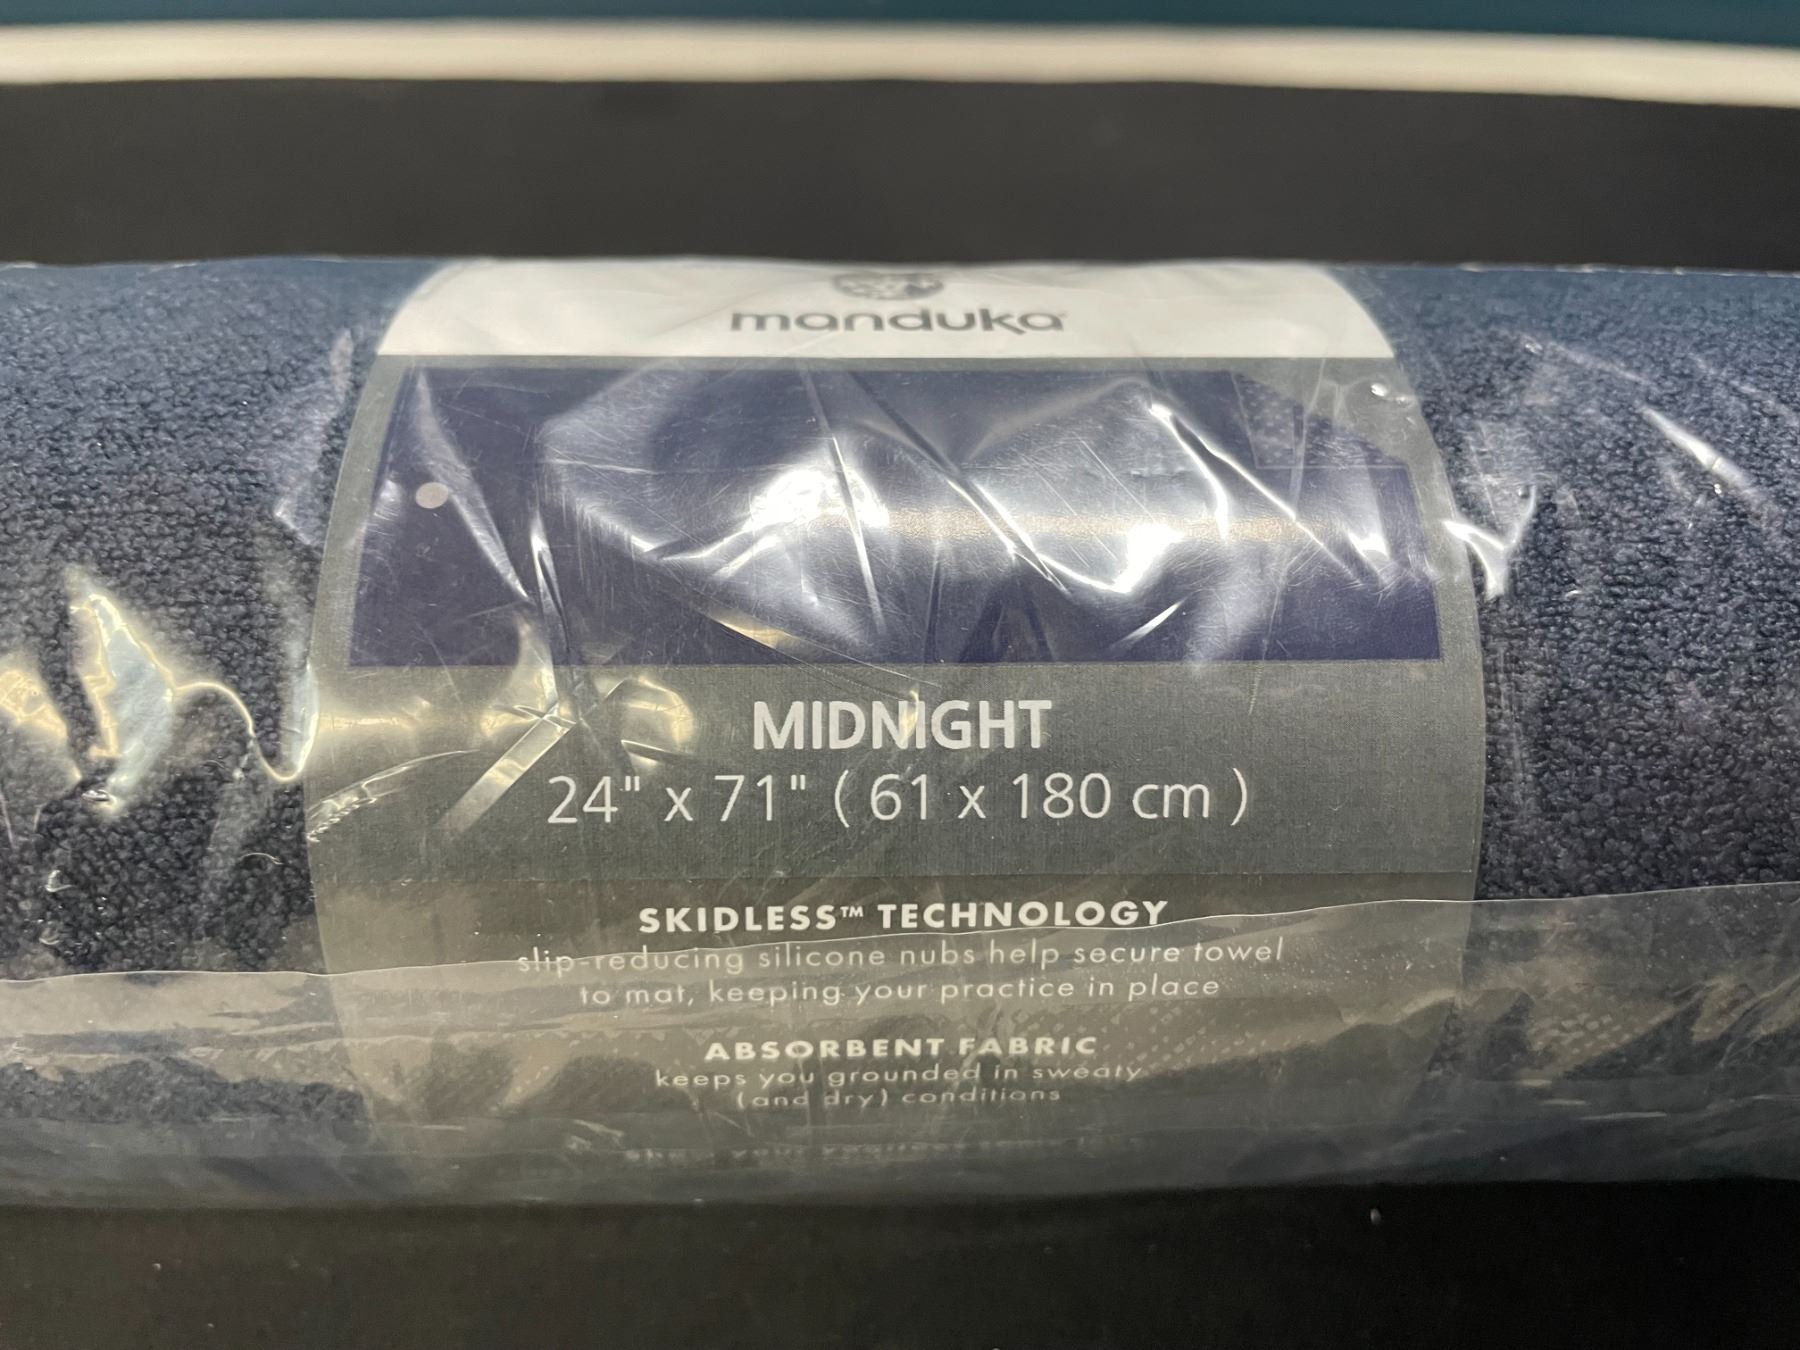 manduka
MIDNIGHT
24" x 71" ( 61 x 180 cm )
SKIDLESS™ TECHNOLOGY
slip-reducing silicone nubs help secure towel
to mat, keeping your practice in place
ABSORBENT FABRIC
keeps you grounded in sweaty
(and dry) conditions